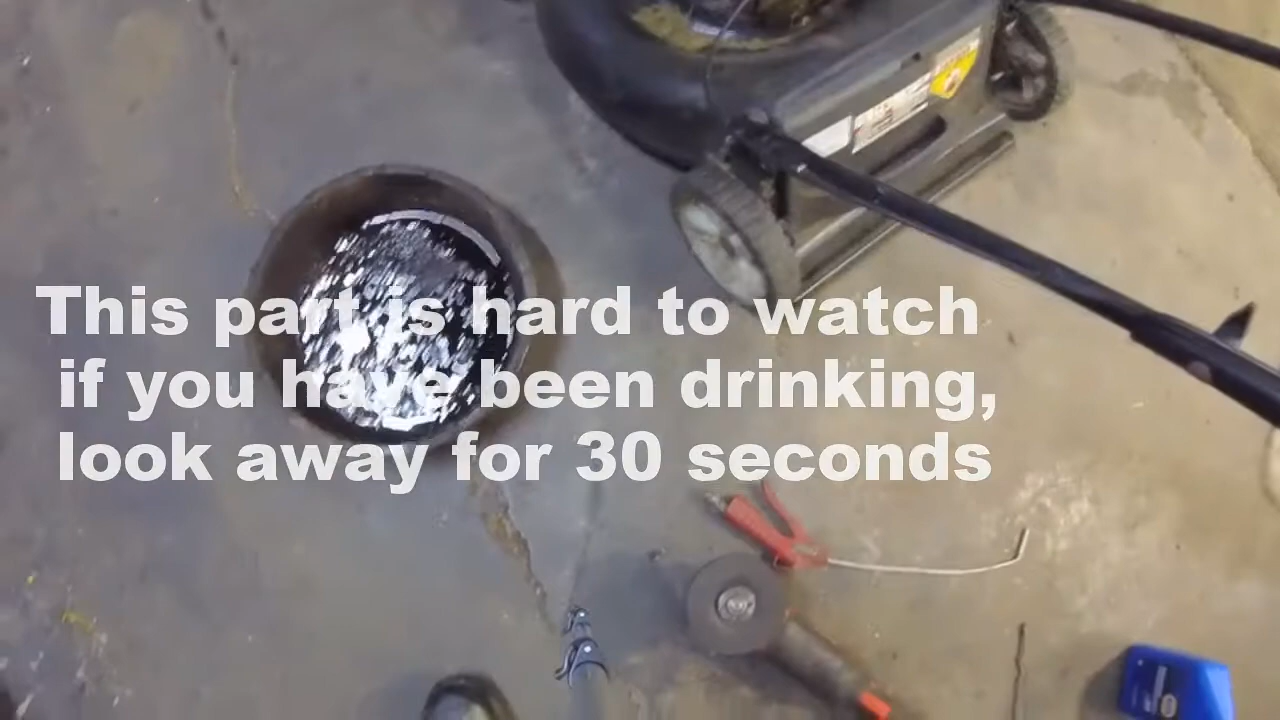 This part is hard to watch
if you have been drinking,
look away for 30 seconds